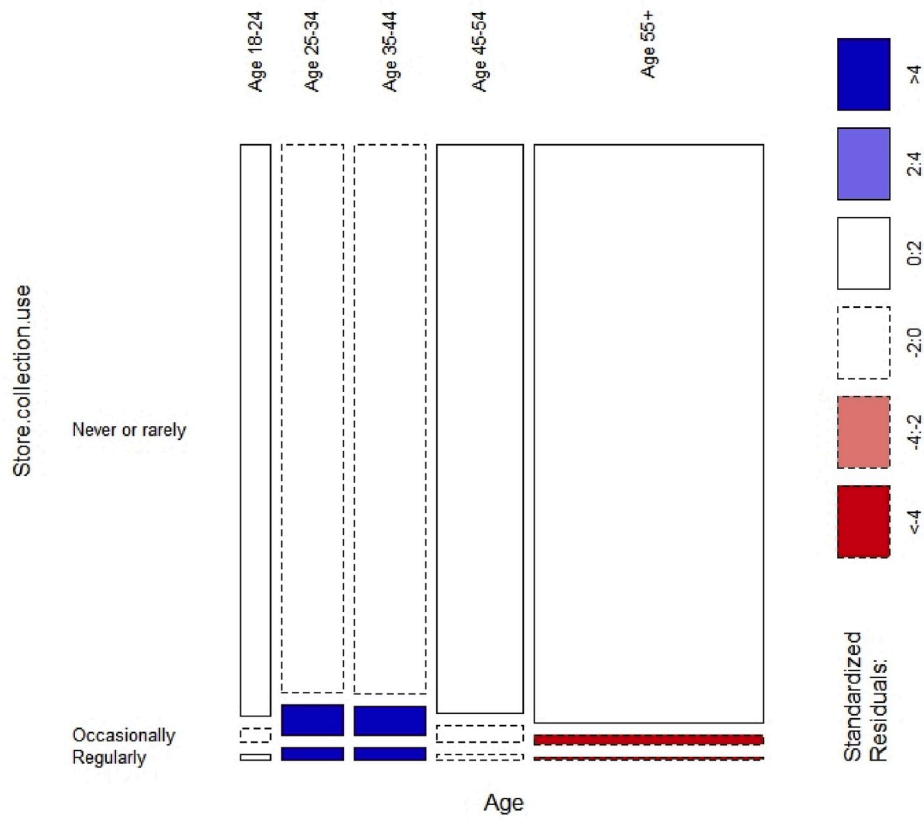 Age 18-24
Age 25-34
Age 35-44
Age 45-54
Age 55+
Store.collection.use
Never or rarely
Occasionally
Regularly
Age
>4
2:4
0:2
-2:0
-4:-2
<-4
Standardized
Residuals: